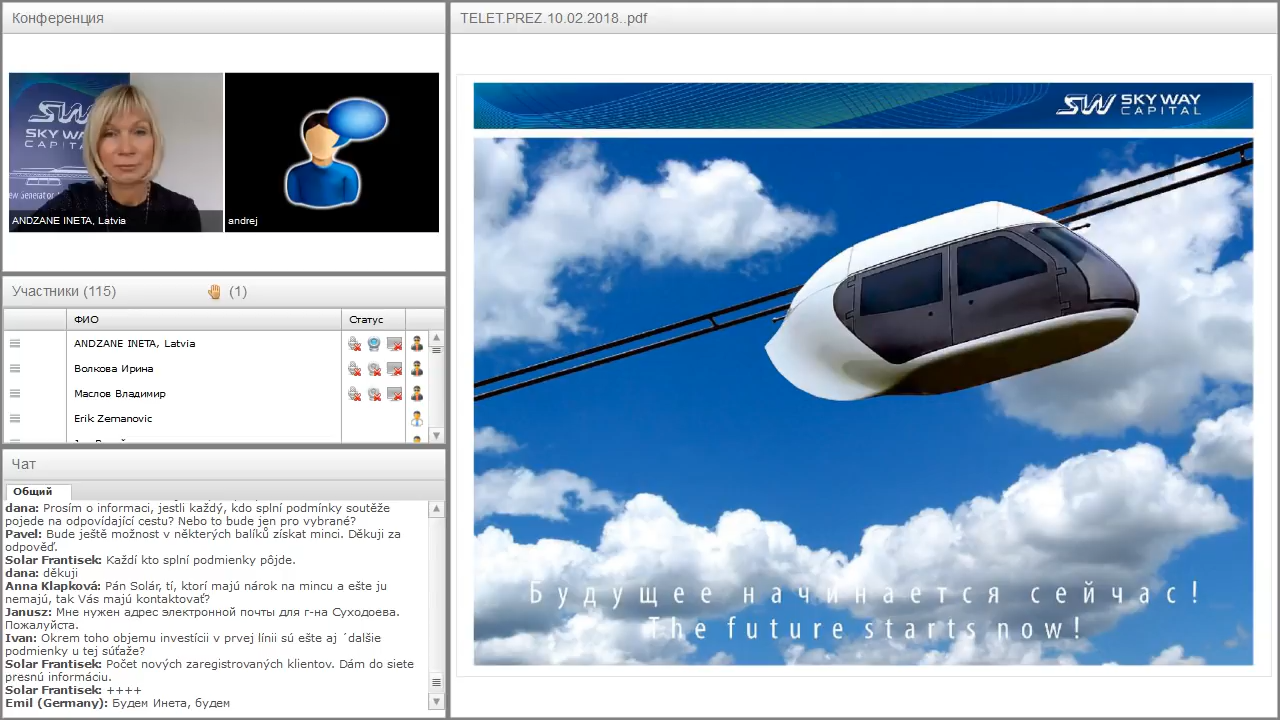 Конференция
SW SKY WAY CAPITAL
ANDZANE INETA, Latvia
andrej
Участники (115)
(1)
ФИО
Статус
ANDZANE INETA, Latvia
Волкова Ирина
Маслов Владимир
Erik Zemanovic
Чат
Общий
dana: Prosím o informaci, jestli každý, kdo splní podmínky soutěže
pojede na odpovídající cestu? Nebo to bude jen pro vybrané?
Pavel: Bude ještě možnost v některých balíků získat minci. Děkuji za
odpověď.
Solar Frantisek: Každí kto splní podmienky pôjde.
dana: děkuji
Anna Klapková: Pán Solár, tí, ktorí majú nárok na mincu a ešte ju
nemajú, tak Vás majú kontaktovať?
Janusz: Мне нужен адрес электронной почты для г-на Суходоева.
Пожалуйста.
Ivan: Okrem toho objemu investícii v prvej línii sú ešte aj ´dalšie
podmienky u tej súťaže?
Solar Frantisek: Počet nových zaregistrovaných klientov. Dám do siete
presnú informáciu.
Solar Frantisek: ++++
Emil (Germany): Будем Инёта, будем
TELET.PREZ.10.02.2018..pdf
SW SKY WAY
CAPITAL
Будущее начинается сейчас!
The future starts now!